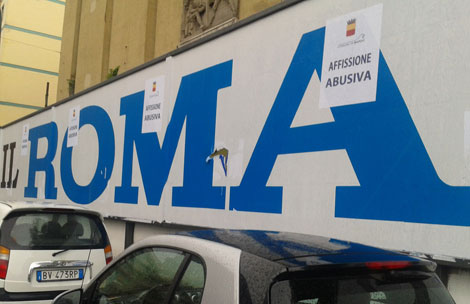 IL ROMA
AFFISSIONE
ABUSIVA
AFFISSIONE
ABUSIVA
BV 473RP